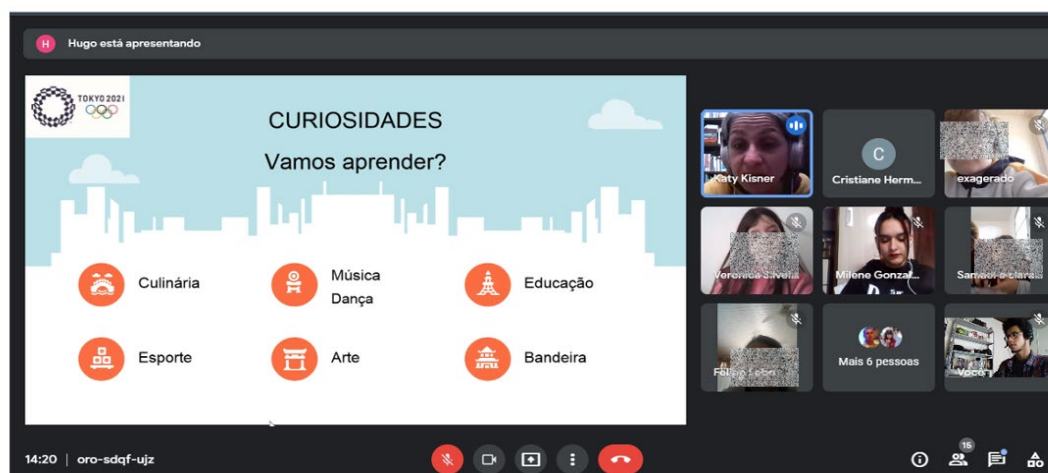 H Hugo está apresentando
TOKYO 2021
CURIOSIDADES
Vamos aprender?
Culinária
Música
Dança
Educação
Esporte
Arte
Bandeira
Katy Kisner
C
Cristiane Herm...
exagerado
Milene Gonzal...
Mais 6 pessoas
Você
14:20 | oro-sdqf-ujz
15